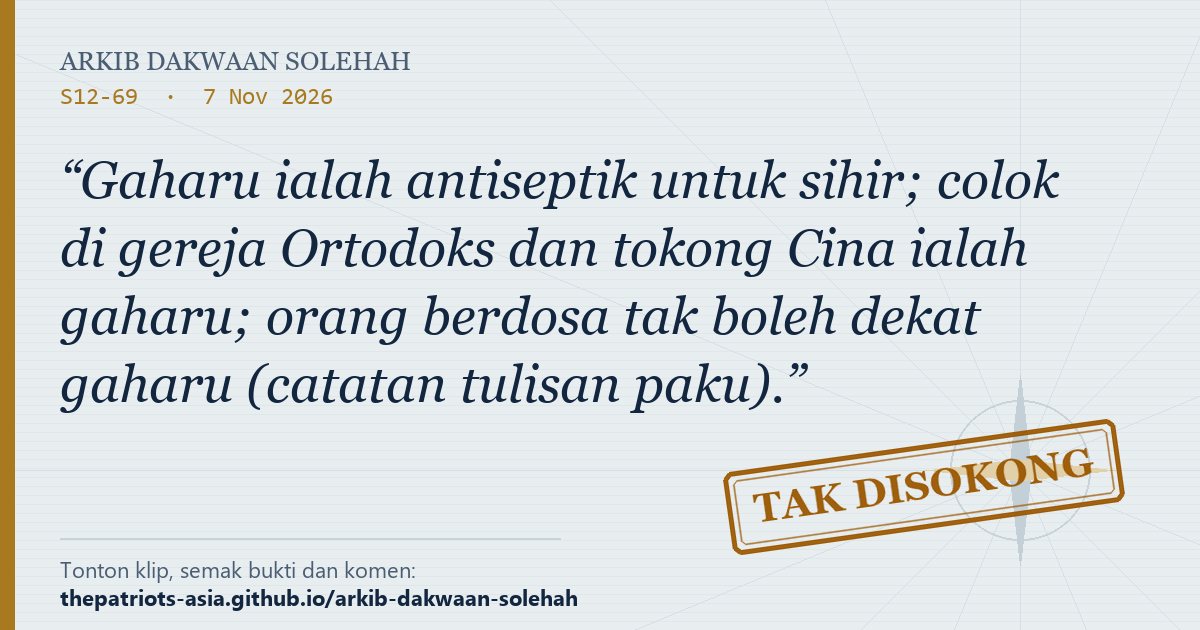 ARKIB DAKWAAN SOLEHAH
S12-69 · 7 Nov 2026
“Gaharu ialah antiseptik untuk sihir; colok
di gereja Ortodoks dan tokong Cina ialah
gaharu; orang berdosa tak boleh dekat
gaharu (catatan tulisan paku).”
TAK DISOKONG
Tonton klip, semak bukti dan komen:
thepatriots-asia.github.io/arkib-dakwaan-solehah